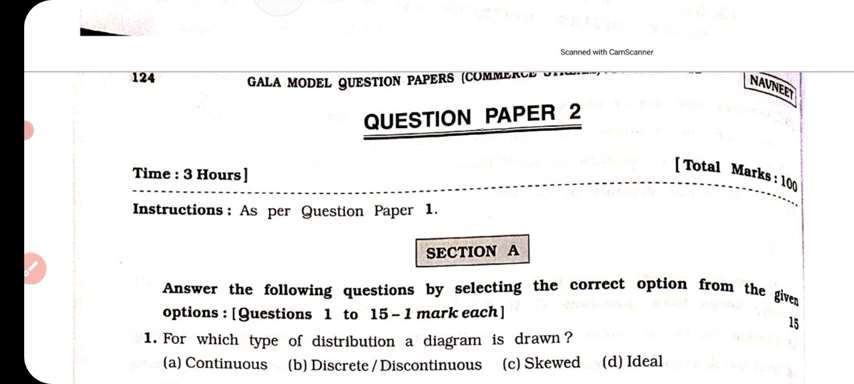 Scanned with CamScanner
124 GALA MODEL QUESTION PAPERS (COMMERCE
NAVNEET
QUESTION PAPER 2
Time : 3 Hours] [ Total Marks : 100
Instructions : As per Question Paper 1.
SECTION A
Answer the following questions by selecting the correct option from the given
options : [Questions 1 to 15 – 1 mark each] 15
1. For which type of distribution a diagram is drawn ?
(a) Continuous (b) Discrete / Discontinuous (c) Skewed (d) Ideal